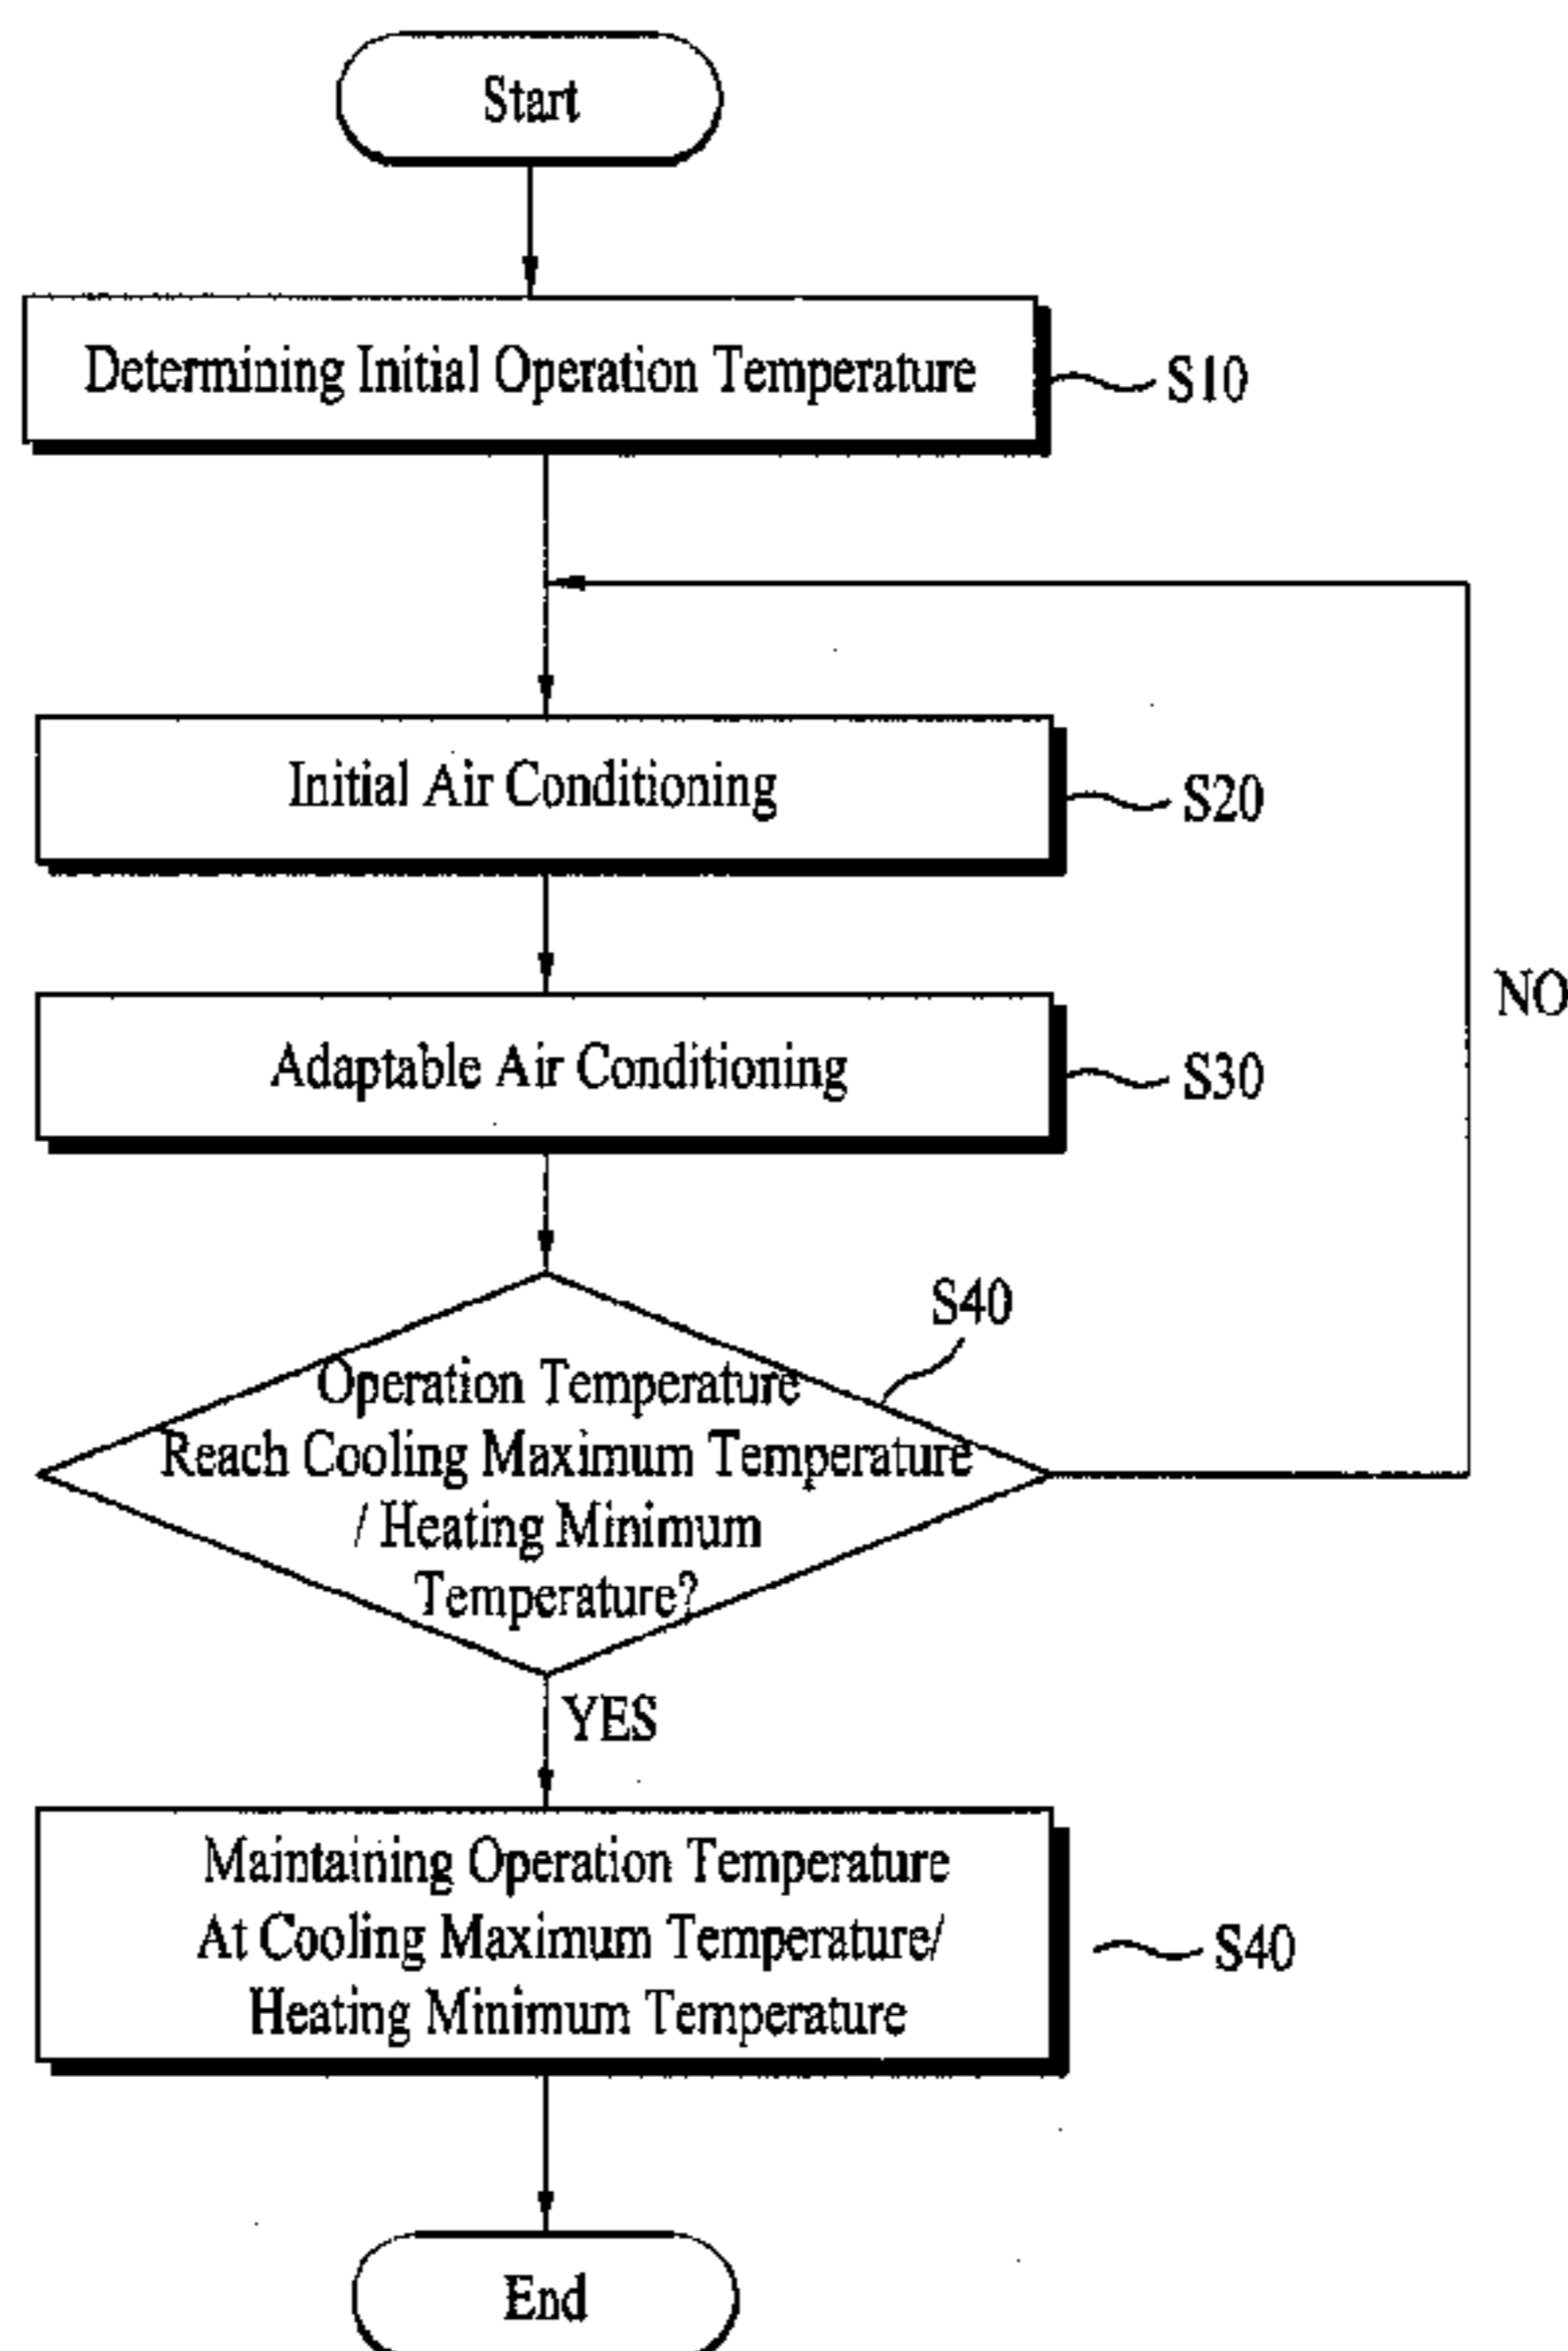 Start
Determining Initial Operation Temperature
S10
Initial Air Conditioning
S20
NO
Adaptable Air Conditioning
S30
S40
Operation Temperature
Reach Cooling Maximum Temperature
/ Heating Minimum
Temperature?
YES
Maintaining Operation Temperature
At Cooling Maximum Temperature/
Heating Minimum Temperature
S40
End